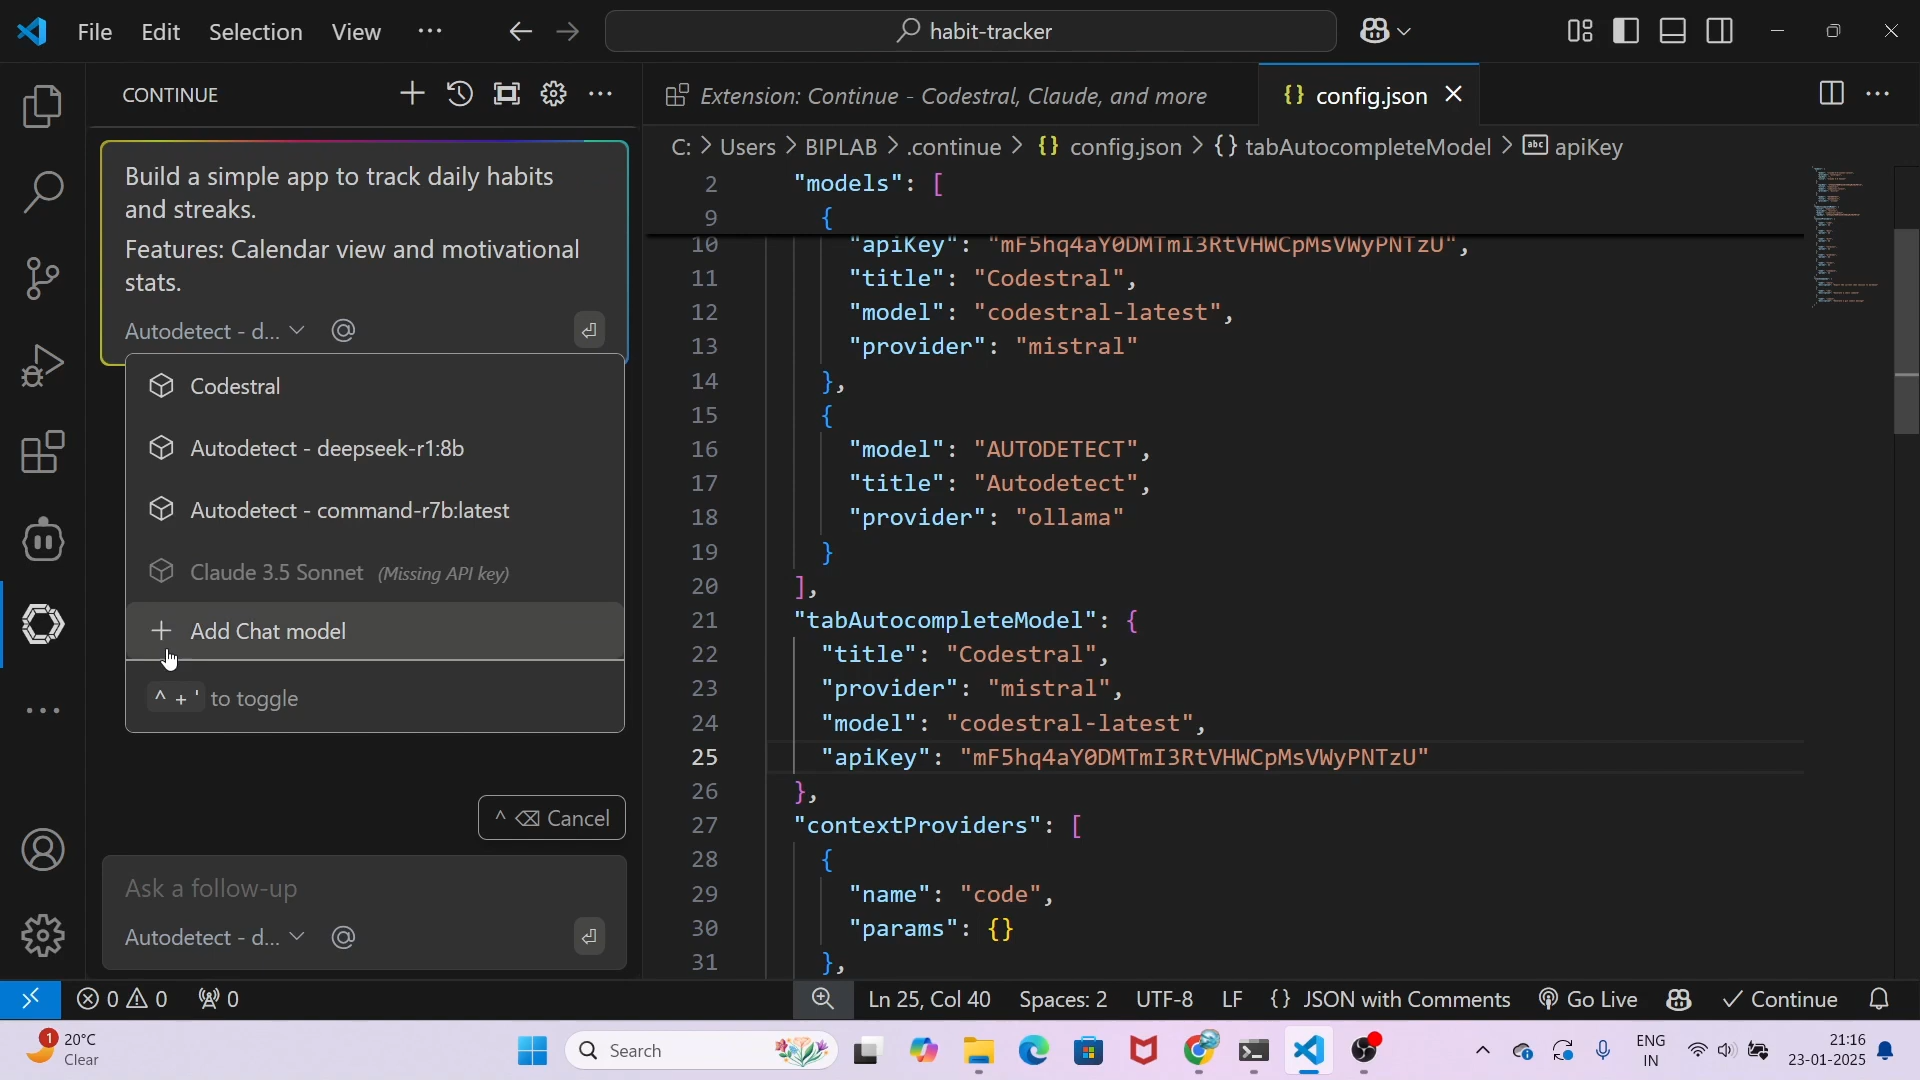 File Edit Selection View ··· habit-tracker
CONTINUE
Extension: Continue - Codestral, Claude, and more
{} config.json
C: > Users > BIPLAB > .continue > {} config.json > {} tabAutocompleteModel > abc apiKey
Build a simple app to track daily habits
and streaks.
Features: Calendar view and motivational
stats.
Autodetect - d... @
Codestral
Autodetect - deepseek-r1:8b
Autodetect - command-r7b:latest
Claude 3.5 Sonnet (Missing API key)
+ Add Chat model
^ + ' to toggle
^ ⌫ Cancel
Ask a follow-up
Autodetect - d... @
2 "models": [
9 {
10 "apiKey": "mF5hq4aY0DMTmI3RtVHWCpMsVWyPNTzU",
11 "title": "Codestral",
12 "model": "codestral-latest",
13 "provider": "mistral"
14 },
15 {
16 "model": "AUTODETECT",
17 "title": "Autodetect",
18 "provider": "ollama"
19 }
20 ],
21 "tabAutocompleteModel": {
22 "title": "Codestral",
23 "provider": "mistral",
24 "model": "codestral-latest",
25 "apiKey": "mF5hq4aY0DMTmI3RtVHWCpMsVWyPNTzU"
26 },
27 "contextProviders": [
28 {
29 "name": "code",
30 "params": {}
31 },
0 0 0 Ln 25, Col 40 Spaces: 2 UTF-8 LF {} JSON with Comments Go Live Continue
1 20°C
Clear
Search
ENG
IN
21:16
23-01-2025